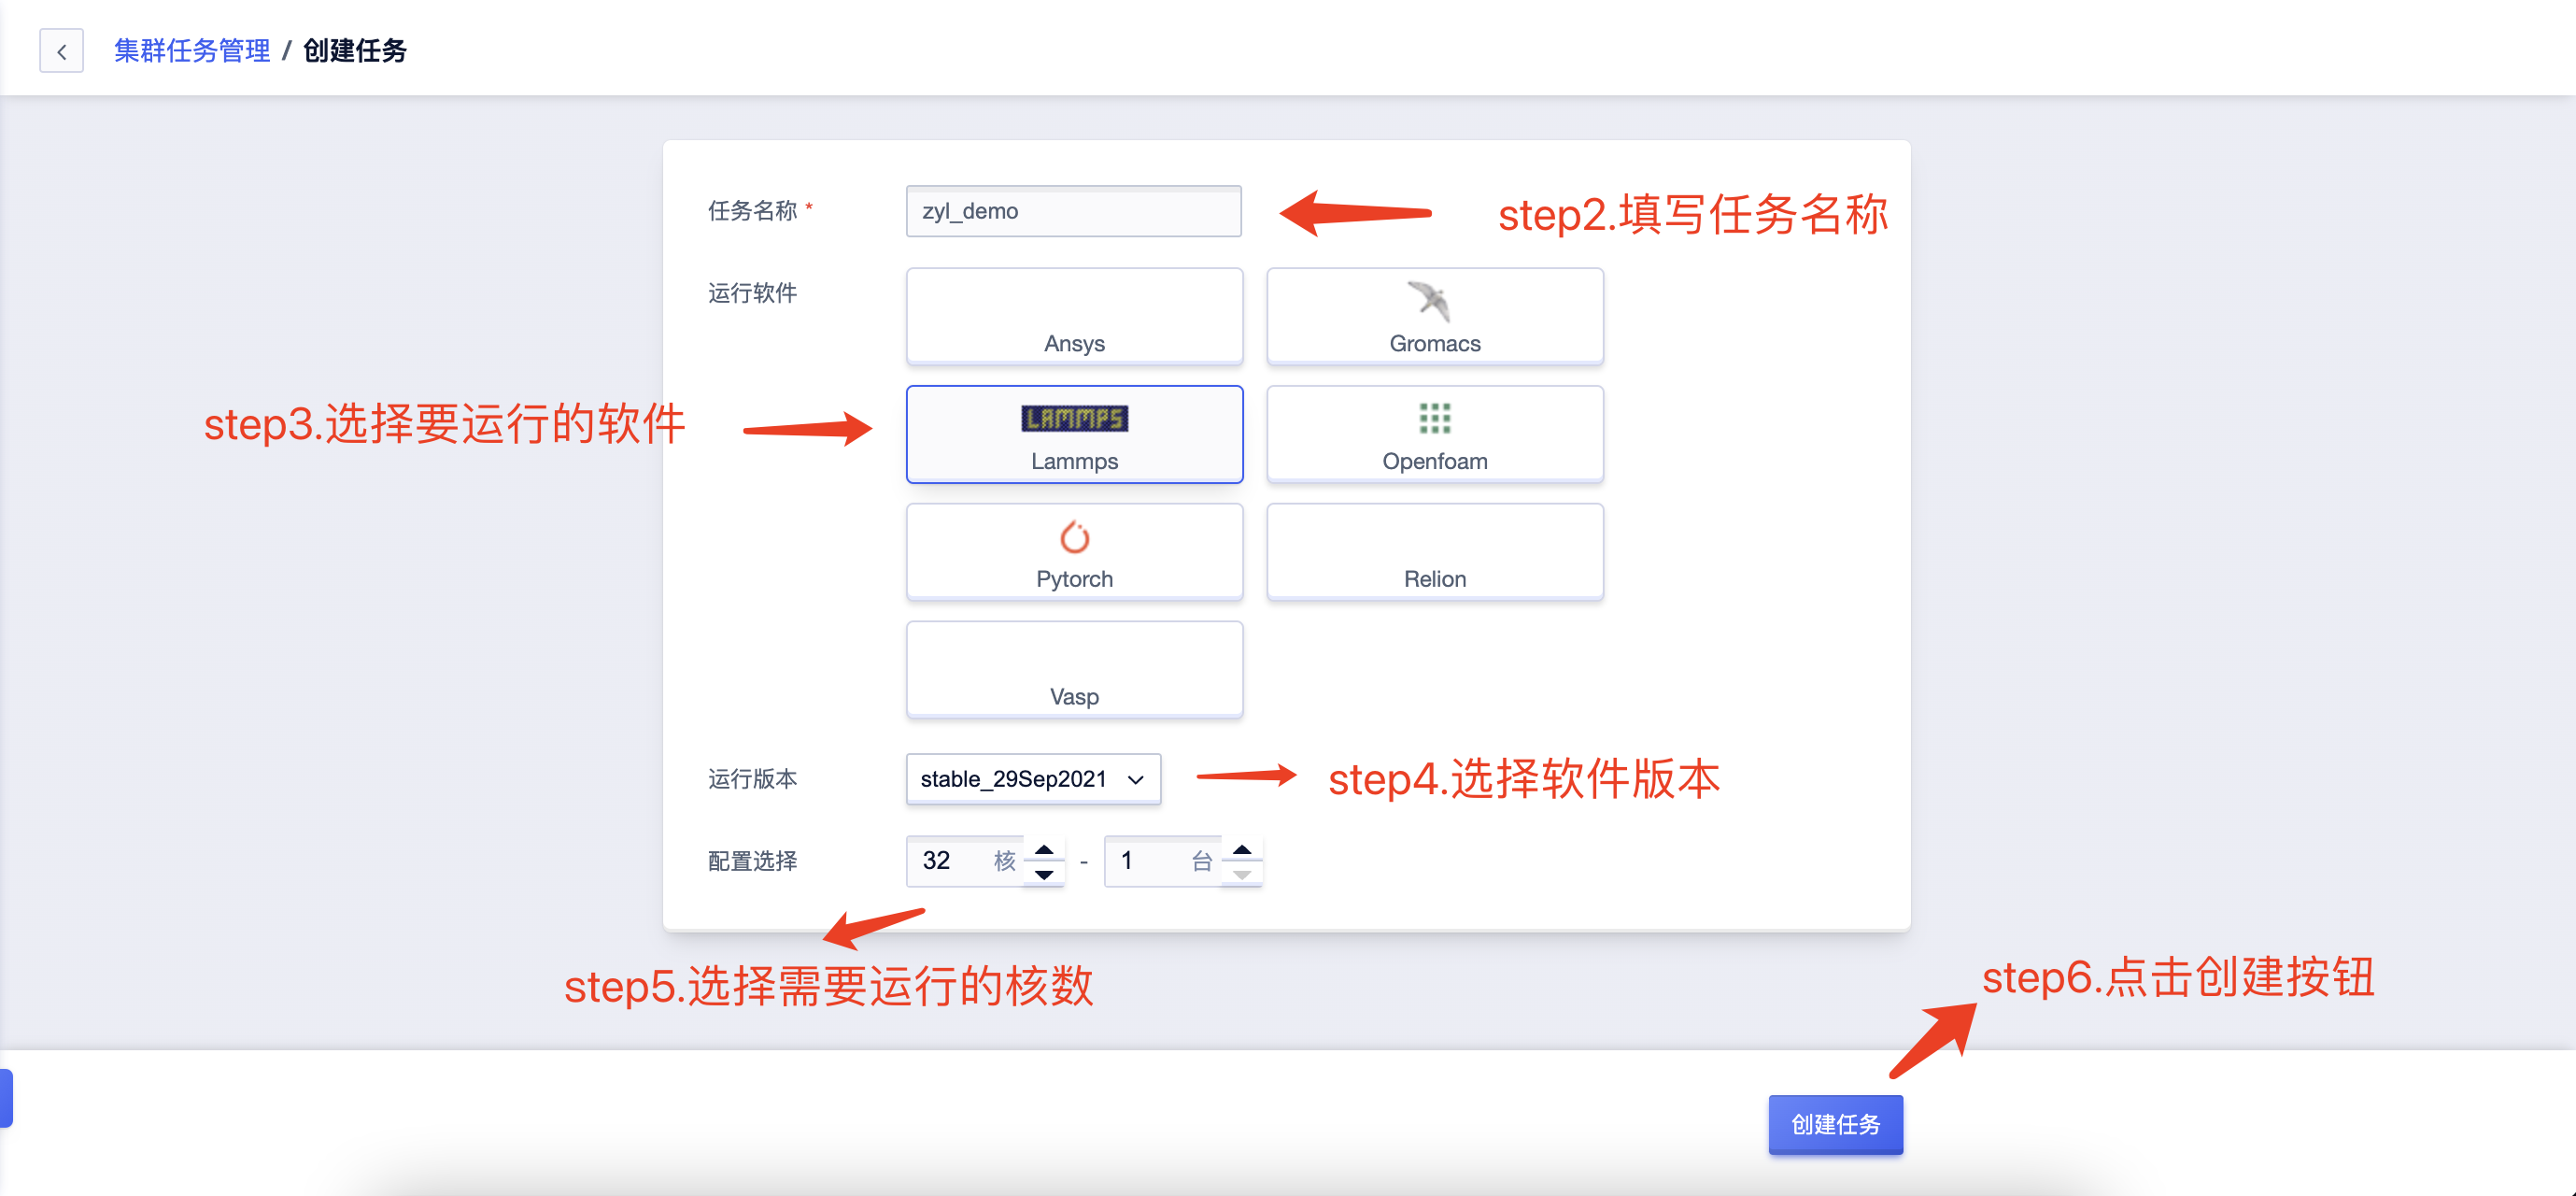 集群任务管理 / 创建任务
任务名称 * zyl_demo step2.填写任务名称
运行软件
Ansys Gromacs
step3.选择要运行的软件
LAMMPS
Lammps Openfoam
Pytorch Relion
Vasp
运行版本 stable_29Sep2021 step4.选择软件版本
配置选择 32 核 - 1 台
step5.选择需要运行的核数
step6.点击创建按钮
创建任务